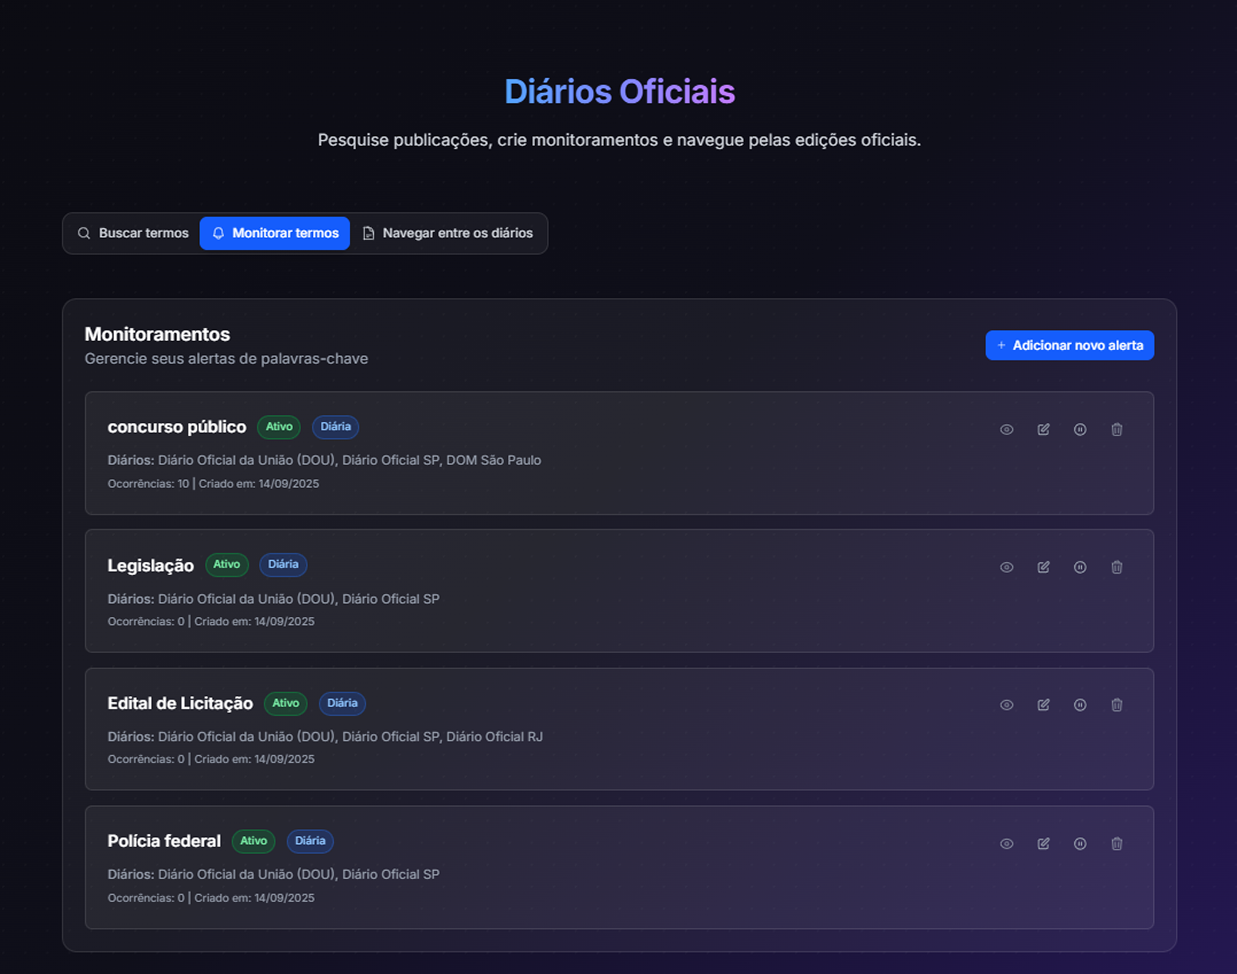 Diários Oficiais
Pesquise publicações, crie monitoramentos e navegue pelas edições oficiais.
Buscar termos Monitorar termos Navegar entre os diários
Monitoramentos
Gerencie seus alertas de palavras-chave
+ Adicionar novo alerta
concurso público Ativo Diária
Diários: Diário Oficial da União (DOU), Diário Oficial SP, DOM São Paulo
Ocorrências: 10 | Criado em: 14/09/2025
Legislação Ativo Diária
Diários: Diário Oficial da União (DOU), Diário Oficial SP
Ocorrências: 0 | Criado em: 14/09/2025
Edital de Licitação Ativo Diária
Diários: Diário Oficial da União (DOU), Diário Oficial SP, Diário Oficial RJ
Ocorrências: 0 | Criado em: 14/09/2025
Polícia federal Ativo Diária
Diários: Diário Oficial da União (DOU), Diário Oficial SP
Ocorrências: 0 | Criado em: 14/09/2025